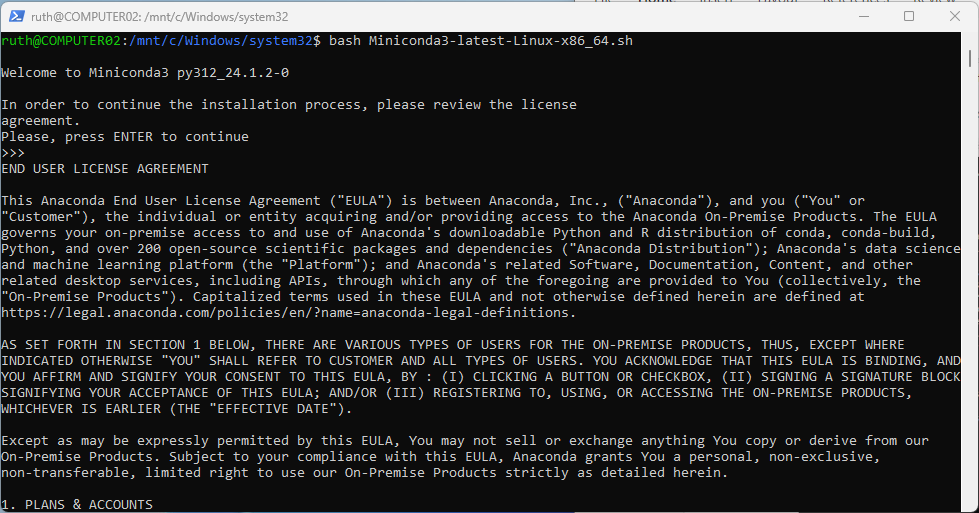 ruth@COMPUTER02: /mnt/c/Windows/system32
ruth@COMPUTER02:/mnt/c/Windows/system32$ bash Miniconda3-latest-Linux-x86_64.sh
Welcome to Miniconda3 py312_24.1.2-0
In order to continue the installation process, please review the license
agreement.
Please, press ENTER to continue
>>>
END USER LICENSE AGREEMENT
This Anaconda End User License Agreement ("EULA") is between Anaconda, Inc., ("Anaconda"), and you ("You" or
"Customer"), the individual or entity acquiring and/or providing access to the Anaconda On-Premise Products. The EULA
governs your on-premise access to and use of Anaconda's downloadable Python and R distribution of conda, conda-build,
Python, and over 200 open-source scientific packages and dependencies ("Anaconda Distribution"); Anaconda's data science
and machine learning platform (the "Platform"); and Anaconda's related Software, Documentation, Content, and other
related desktop services, including APIs, through which any of the foregoing are provided to You (collectively, the
"On-Premise Products"). Capitalized terms used in these EULA and not otherwise defined herein are defined at
https://legal.anaconda.com/policies/en/?name=anaconda-legal-definitions.
AS SET FORTH IN SECTION 1 BELOW, THERE ARE VARIOUS TYPES OF USERS FOR THE ON-PREMISE PRODUCTS, THUS, EXCEPT WHERE
INDICATED OTHERWISE "YOU" SHALL REFER TO CUSTOMER AND ALL TYPES OF USERS. YOU ACKNOWLEDGE THAT THIS EULA IS BINDING, AND
YOU AFFIRM AND SIGNIFY YOUR CONSENT TO THIS EULA, BY : (I) CLICKING A BUTTON OR CHECKBOX, (II) SIGNING A SIGNATURE BLOCK
SIGNIFYING YOUR ACCEPTANCE OF THIS EULA; AND/OR (III) REGISTERING TO, USING, OR ACCESSING THE ON-PREMISE PRODUCTS,
WHICHEVER IS EARLIER (THE "EFFECTIVE DATE").
Except as may be expressly permitted by this EULA, You may not sell or exchange anything You copy or derive from our
On-Premise Products. Subject to your compliance with this EULA, Anaconda grants You a personal, non-exclusive,
non-transferable, limited right to use our On-Premise Products strictly as detailed herein.
1. PLANS & ACCOUNTS